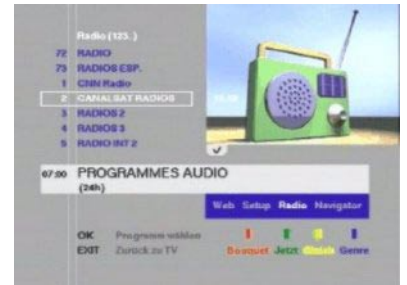 Radio (123. )
72 RADIO
73 RADIOS ESP.
1 CNN Radio
2 CANALSAT RADIOS
3 RADIOS 2
4 RADIOS 3
5 RADIO INT 2
07:00 PROGRAMMES AUDIO
(24h)
Web Setup Radio Navigator
OK Programm wählen
EXIT Zurück zu TV
Bouquet Jetzt Genre